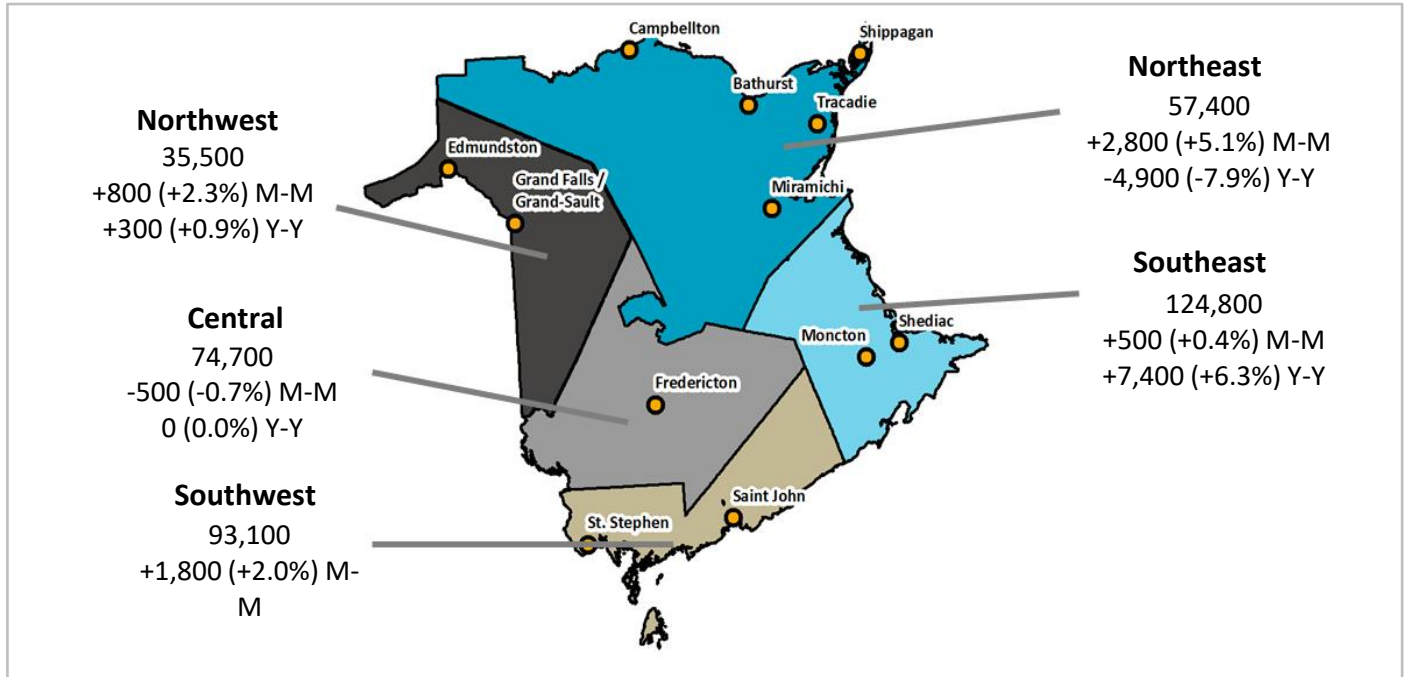 Northwest
35,500
+800 (+2.3%) M-M
+300 (+0.9%) Y-Y
Central
74,700
-500 (-0.7%) M-M
0 (0.0%) Y-Y
Southwest
93,100
+1,800 (+2.0%) M-
M
Campbellton
Shippagan
Bathurst
Tracadie
Edmundston
Grand Falls /
Grand-Sault
Miramichi
Moncton
Shediac
Fredericton
Saint John
St. Stephen
Northeast
57,400
+2,800 (+5.1%) M-M
-4,900 (-7.9%) Y-Y
Southeast
124,800
+500 (+0.4%) M-M
+7,400 (+6.3%) Y-Y